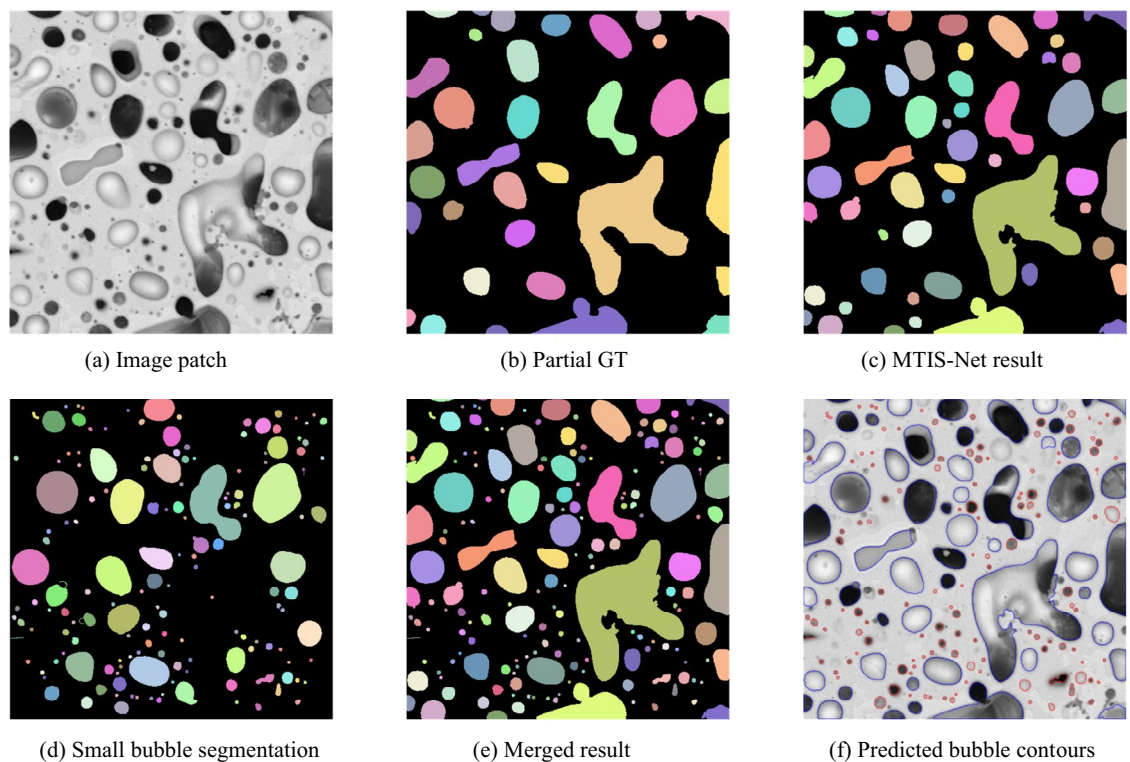 (a) Image patch
(b) Partial GT
(c) MTIS-Net result
(d) Small bubble segmentation
(e) Merged result
(f) Predicted bubble contours